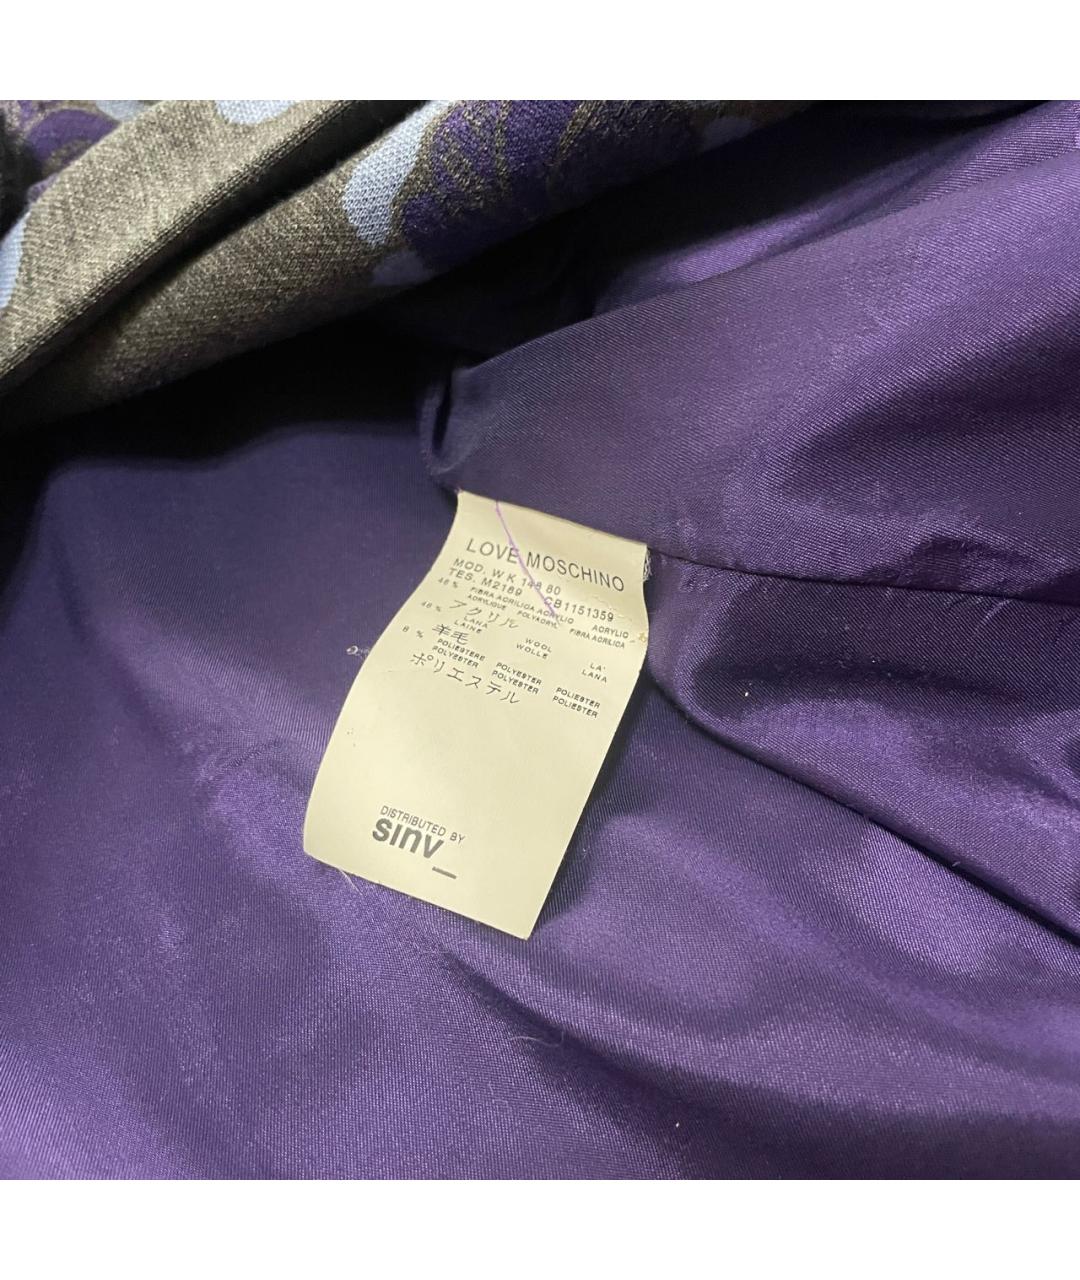 LOVE MOSCHINO
MOD. W K 148 80
TES. M2169 CB1151359
46 % FIBRA ACRILICA ACRYLIC ACRYLIC
ACRYLIQUE POLYACRYL FIBRA ACRILICA
アクリル
46 % LANA WOOL LA'
LAINE WOLLE LANA
羊毛
8 % POLIESTERE POLYESTER POLIESTER
POLYESTER POLYESTER POLIESTER
ポリエステル
DISTRIBUTED BY
sinv_